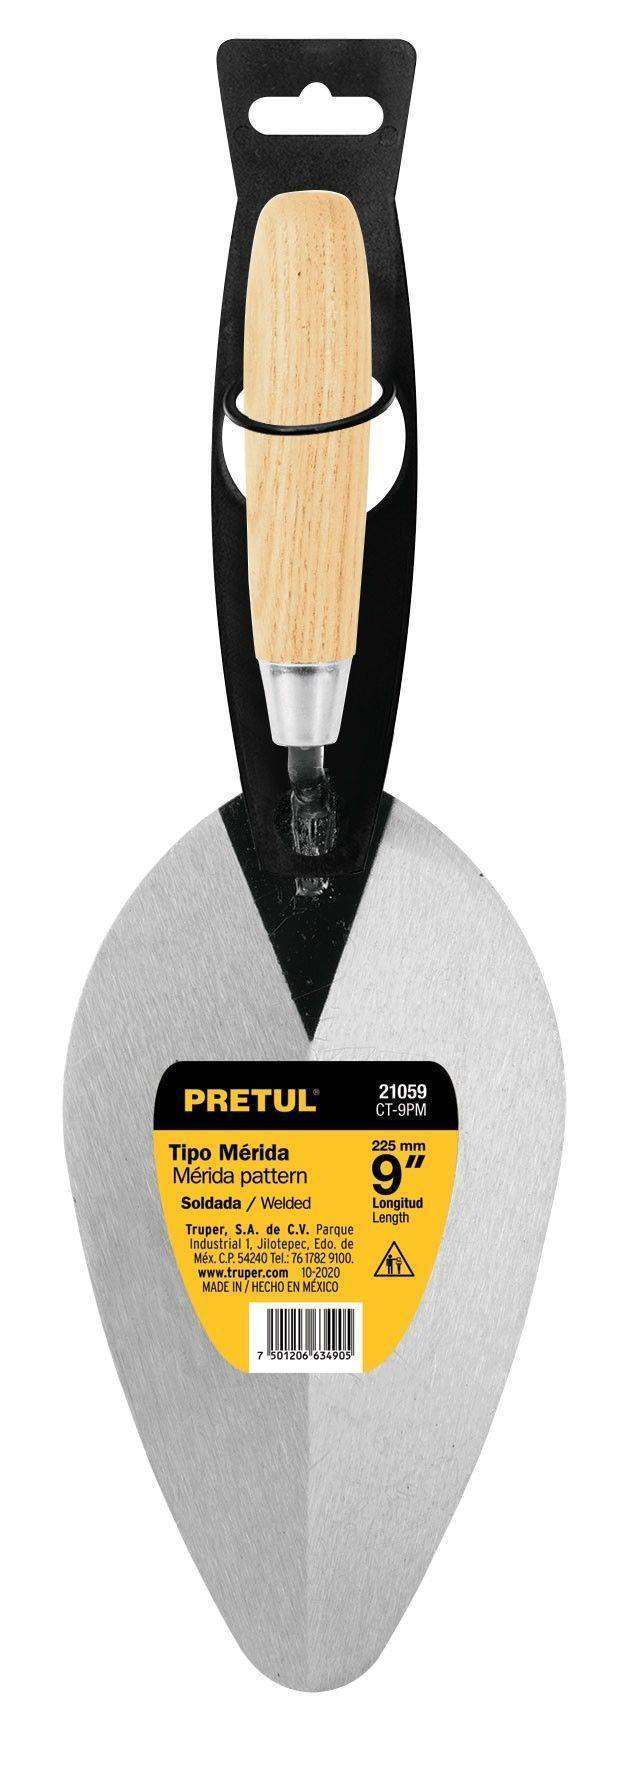 PRETUL®
21059
CT-9PM
Tipo Mérida
Mérida pattern
Soldada / Welded
225 mm
9”
Longitud
Length
Truper, S.A. de C.V. Parque
Industrial 1, Jilotepec, Edo. de
Méx. C.P. 54240 Tel.: 76 1782 9100.
www.truper.com 10-2020
MADE IN / HECHO EN MÉXICO
7 501206 634905